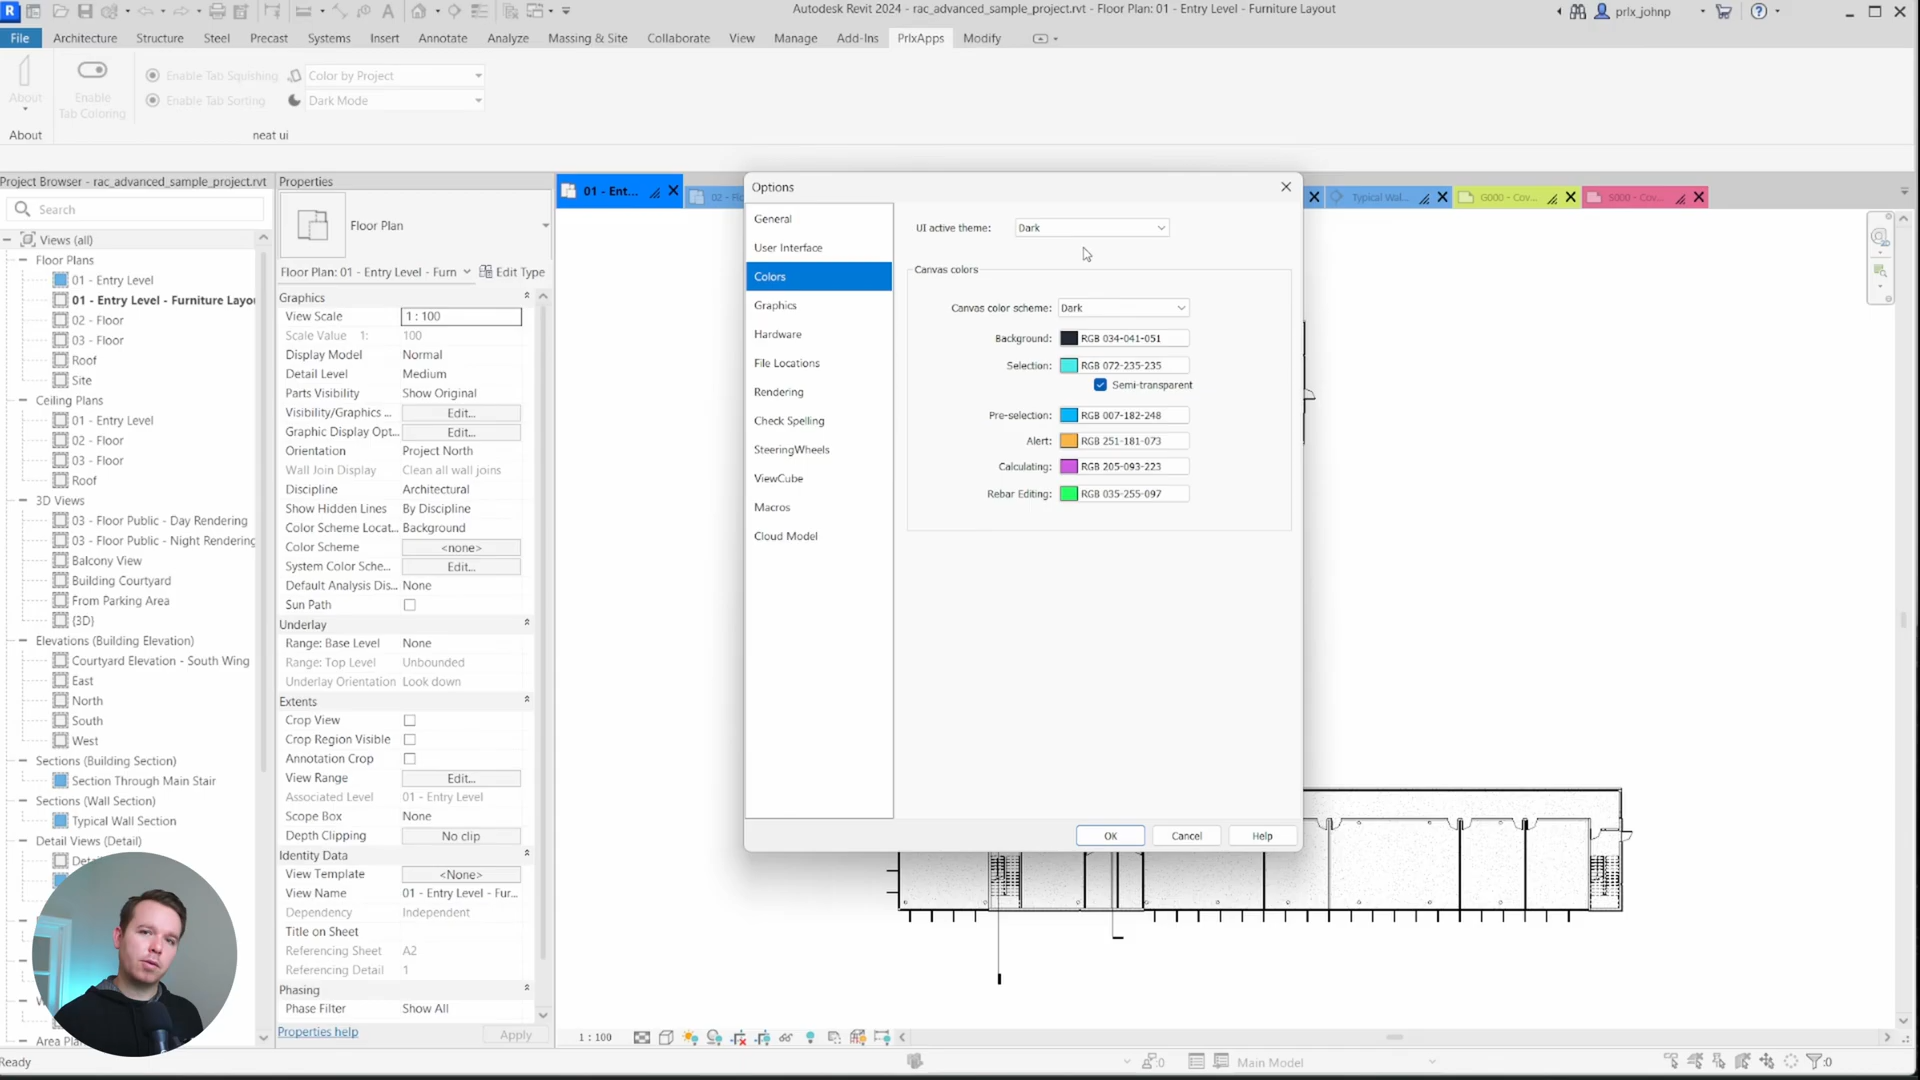 Autodesk Revit 2024 - rac_advanced_sample_project.rvt - Floor Plan: 01 - Entry Level - Furniture Layout
prlx_johnp
File
Architecture
Structure
Steel
Precast
Systems
Insert
Annotate
Analyze
Massing & Site
Collaborate
View
Manage
Add-Ins
PrlxApps
Modify
About
Enable
Tab Coloring
Enable Tab Squishing
Enable Tab Sorting
Color by Project
Dark Mode
About
neat ui
Project Browser - rac_advanced_sample_project.rvt
Search
Views (all)
Floor Plans
01 - Entry Level
01 - Entry Level - Furniture Layou
02 - Floor
03 - Floor
Roof
Site
Ceiling Plans
01 - Entry Level
02 - Floor
03 - Floor
Roof
3D Views
03 - Floor Public - Day Rendering
03 - Floor Public - Night Rendering
Balcony View
Building Courtyard
From Parking Area
{3D}
Elevations (Building Elevation)
Courtyard Elevation - South Wing
East
North
South
West
Sections (Building Section)
Section Through Main Stair
Sections (Wall Section)
Typical Wall Section
Detail Views (Detail)
Area
Properties
Floor Plan
Floor Plan: 01 - Entry Level - Furn
Edit Type
Graphics
View Scale 1 : 100
Scale Value 1: 100
Display Model Normal
Detail Level Medium
Parts Visibility Show Original
Visibility/Graphics ... Edit...
Graphic Display Opt... Edit...
Orientation Project North
Wall Join Display Clean all wall joins
Discipline Architectural
Show Hidden Lines By Discipline
Color Scheme Locat... Background
Color Scheme <none>
System Color Sche... Edit...
Default Analysis Dis... None
Sun Path
Underlay
Range: Base Level None
Range: Top Level Unbounded
Underlay Orientation Look down
Extents
Crop View
Crop Region Visible
Annotation Crop
View Range Edit...
Associated Level 01 - Entry Level
Scope Box None
Depth Clipping No clip
Identity Data
View Template <None>
View Name 01 - Entry Level - Fur...
Dependency Independent
Title on Sheet
Referencing Sheet A2
Referencing Detail 1
Phasing
Phase Filter Show All
Properties help
Apply
01 - Ent...
02 - Flo
Typical Wal...
G000 - Cov...
S000 - Cov...
Options
General
User Interface
Colors
Graphics
Hardware
File Locations
Rendering
Check Spelling
SteeringWheels
ViewCube
Macros
Cloud Model
UI active theme: Dark
Canvas colors
Canvas color scheme: Dark
Background: RGB 034-041-051
Selection: RGB 072-235-235
Semi-transparent
Pre-selection: RGB 007-182-248
Alert: RGB 251-181-073
Calculating: RGB 205-093-223
Rebar Editing: RGB 035-255-097
OK
Cancel
Help
1 : 100
Ready
:0
Main Model
:0